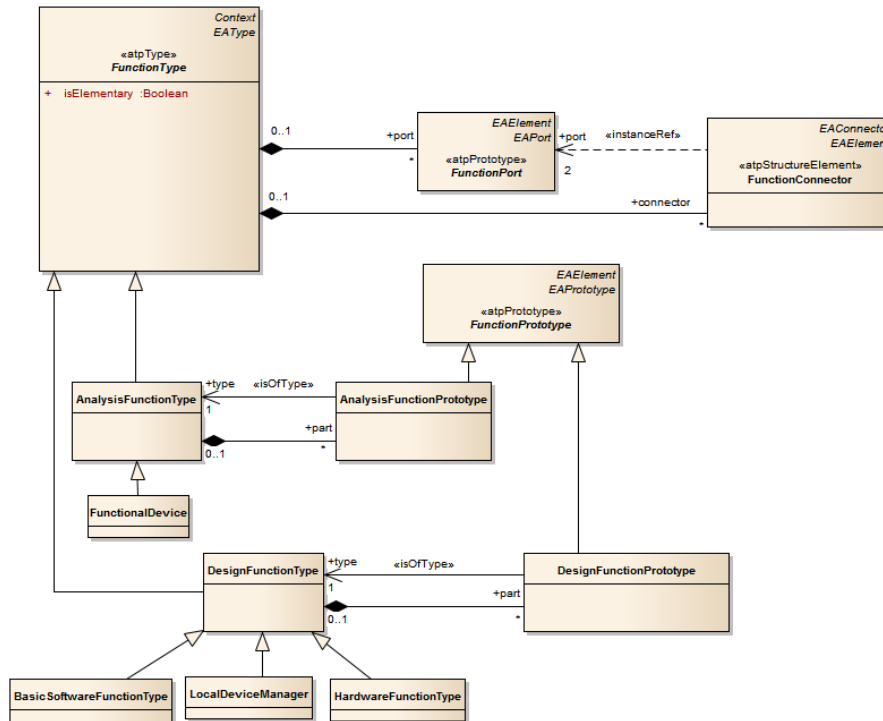 Context
EAType
«atpType»
FunctionType
+ isElementary :Boolean
0..1
+port
*
EAElement
EAPort
«atpPrototype»
FunctionPort
+port
«instanceRef»
2
EAConnecto
EAElemen
«atpStructureElement»
FunctionConnector
0..1
+connector
*
EAElement
EAPrototype
«atpPrototype»
FunctionPrototype
AnalysisFunctionType
+type
«isOfType»
1
AnalysisFunctionPrototype
+part
0..1
*
FunctionalDevice
DesignFunctionType
+type
«isOfType»
1
DesignFunctionPrototype
+part
0..1
*
BasicSoftwareFunctionType
LocalDeviceManager
HardwareFunctionType